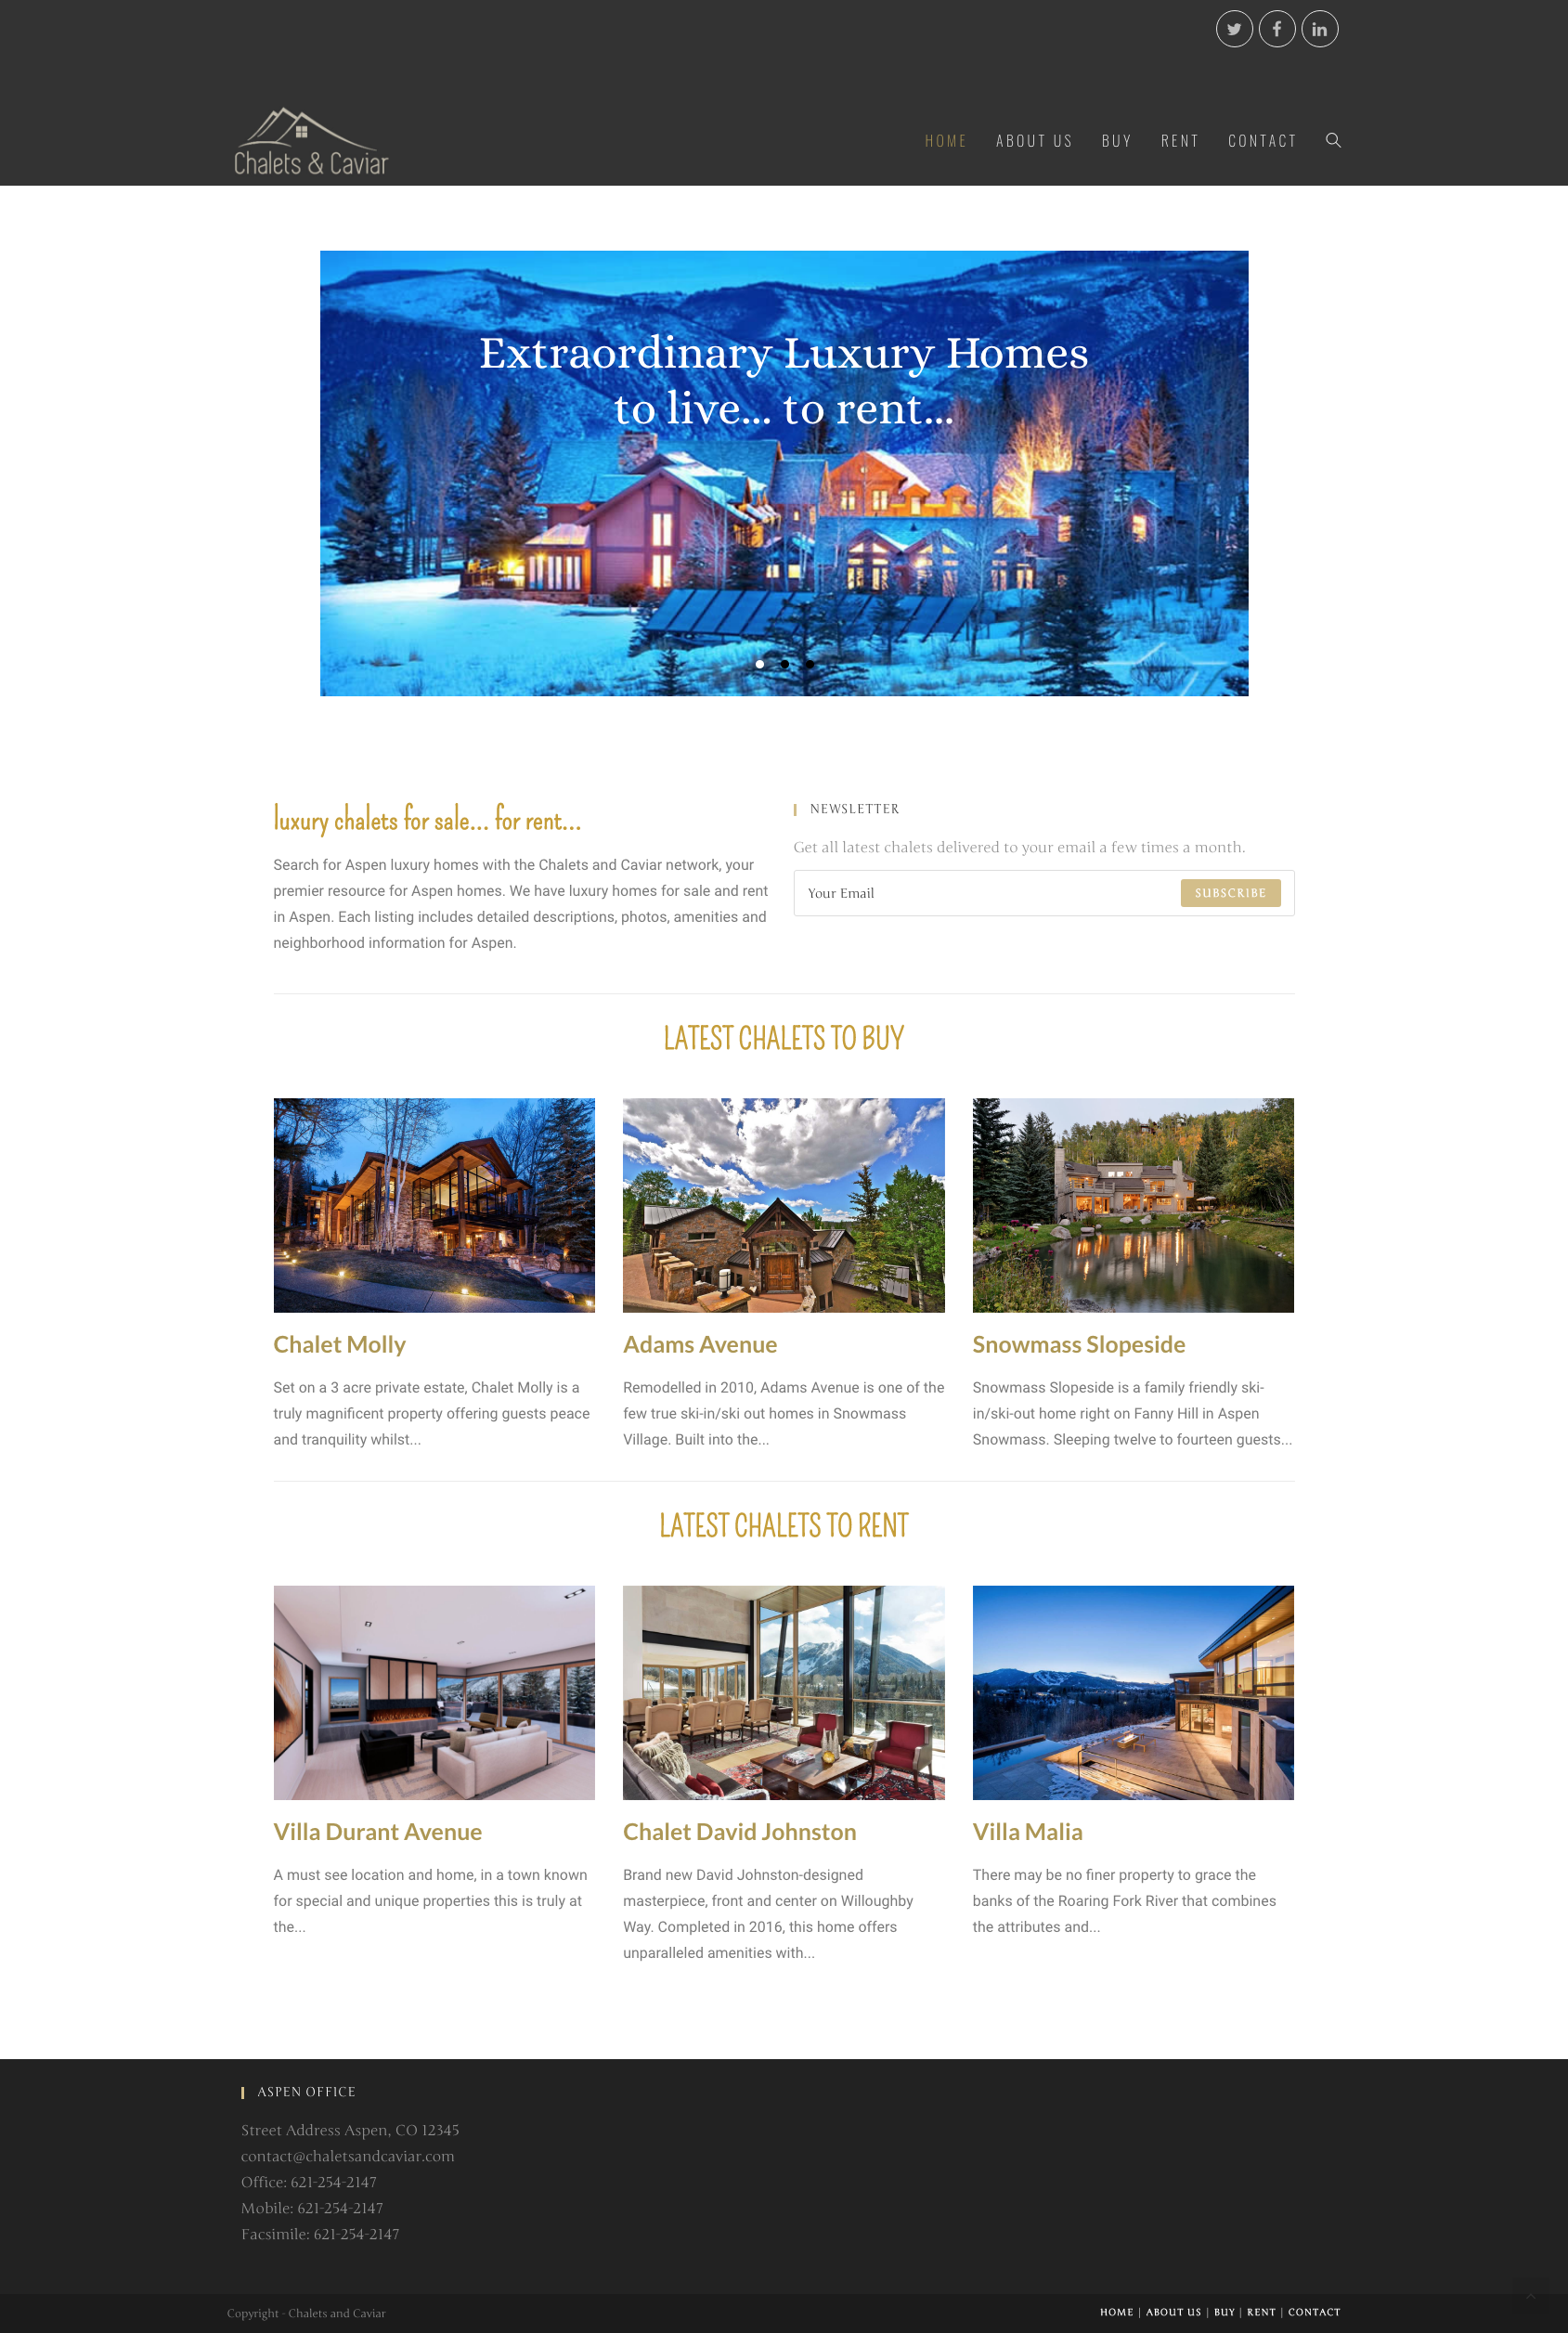 Chalets & Caviar
HOME ABOUT US BUY RENT CONTACT
Extraordinary Luxury Homes
to live... to rent...
luxury chalets for sale... for rent...
Search for Aspen luxury homes with the Chalets and Caviar network, your
premier resource for Aspen homes. We have luxury homes for sale and rent
in Aspen. Each listing includes detailed descriptions, photos, amenities and
neighborhood information for Aspen.
NEWSLETTER
Get all latest chalets delivered to your email a few times a month.
Your Email SUBSCRIBE
LATEST CHALETS TO BUY
Chalet Molly
Set on a 3 acre private estate, Chalet Molly is a
truly magnificent property offering guests peace
and tranquility whilst...
Adams Avenue
Remodelled in 2010, Adams Avenue is one of the
few true ski-in/ski out homes in Snowmass
Village. Built into the...
Snowmass Slopeside
Snowmass Slopeside is a family friendly ski-
in/ski-out home right on Fanny Hill in Aspen
Snowmass. Sleeping twelve to fourteen guests...
LATEST CHALETS TO RENT
Villa Durant Avenue
A must see location and home, in a town known
for special and unique properties this is truly at
the...
Chalet David Johnston
Brand new David Johnston-designed
masterpiece, front and center on Willoughby
Way. Completed in 2016, this home offers
unparalleled amenities with...
Villa Malia
There may be no finer property to grace the
banks of the Roaring Fork River that combines
the attributes and...
ASPEN OFFICE
Street Address Aspen, CO 12345
contact@chaletsandcaviar.com
Office: 621-254-2147
Mobile: 621-254-2147
Facsimile: 621-254-2147
Copyright - Chalets and Caviar
HOME | ABOUT US | BUY | RENT | CONTACT